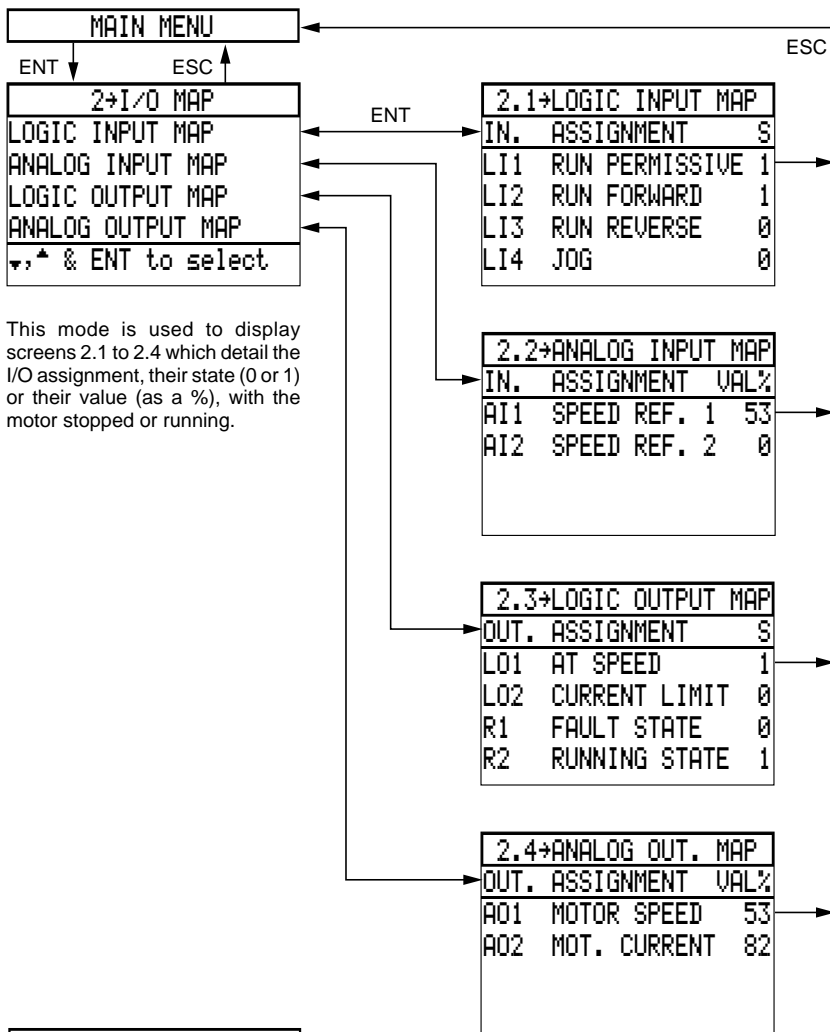 MAIN MENU
ESC
ENT ESC
2→I/O MAP
LOGIC INPUT MAP
ANALOG INPUT MAP
LOGIC OUTPUT MAP
ANALOG OUTPUT MAP
▾,▴ & ENT to select
This mode is used to display
screens 2.1 to 2.4 which detail the
I/O assignment, their state (0 or 1)
or their value (as a %), with the
motor stopped or running.
ENT
2.1→LOGIC INPUT MAP
IN. ASSIGNMENT S
LI1 RUN PERMISSIVE 1
LI2 RUN FORWARD 1
LI3 RUN REVERSE 0
LI4 JOG 0
2.2→ANALOG INPUT MAP
IN. ASSIGNMENT VAL%
AI1 SPEED REF. 1 53
AI2 SPEED REF. 2 0
2.3→LOGIC OUTPUT MAP
OUT. ASSIGNMENT S
LO1 AT SPEED 1
LO2 CURRENT LIMIT 0
R1 FAULT STATE 0
R2 RUNNING STATE 1
2.4→ANALOG OUT. MAP
OUT. ASSIGNMENT VAL%
AO1 MOTOR SPEED 53
AO2 MOT. CURRENT 82